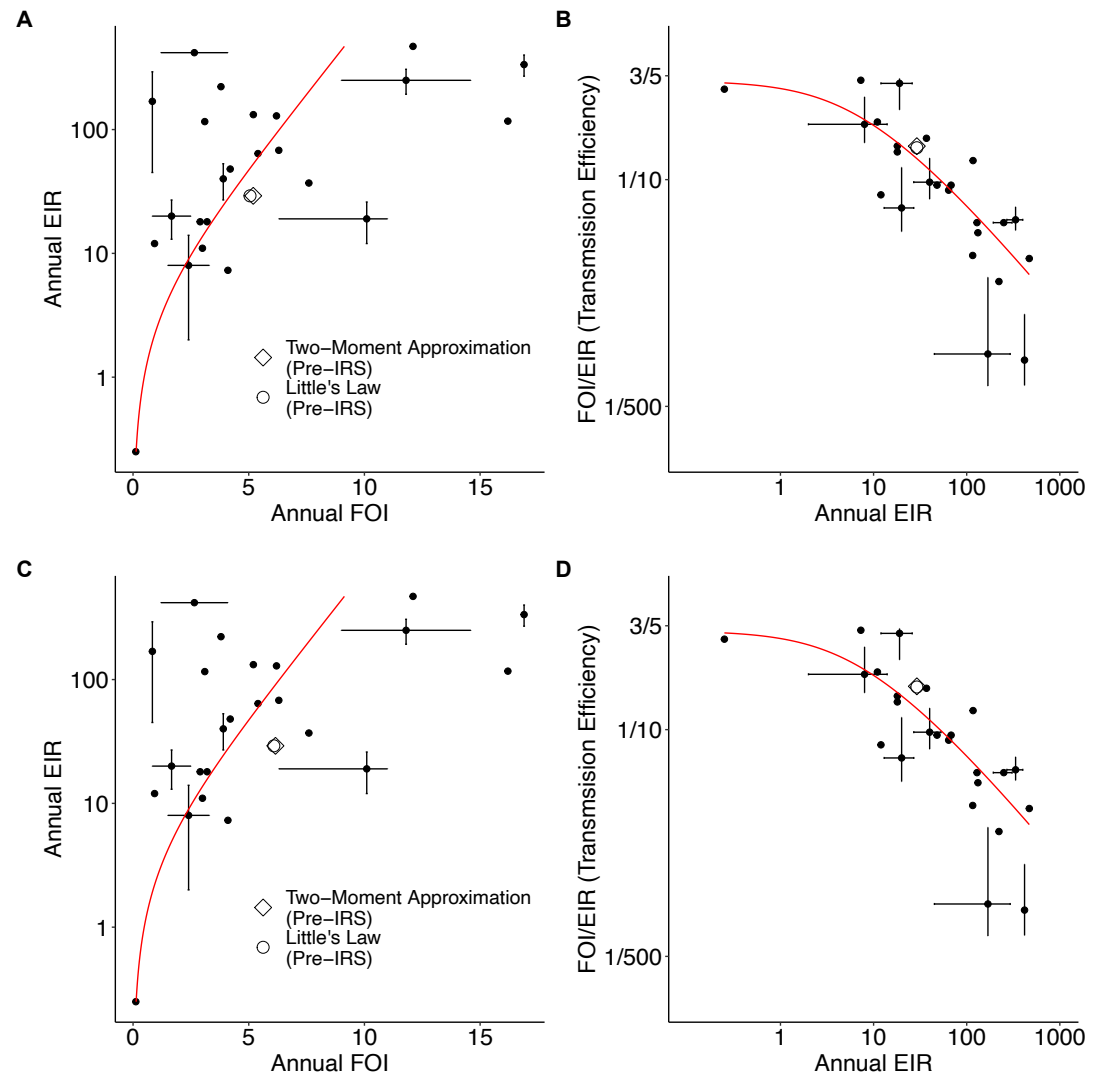 A
Annual EIR
100
10
1
0
5
10
15
Annual FOI
Two−Moment Approximation
(Pre−IRS)
Little's Law
(Pre−IRS)
B
FOI/EIR (Transmsision Efficiency)
3/5
1/10
1/500
1
10
100
1000
Annual EIR
C
Annual EIR
100
10
1
0
5
10
15
Annual FOI
Two−Moment Approximation
(Pre−IRS)
Little's Law
(Pre−IRS)
D
FOI/EIR (Transmsision Efficiency)
3/5
1/10
1/500
1
10
100
1000
Annual EIR